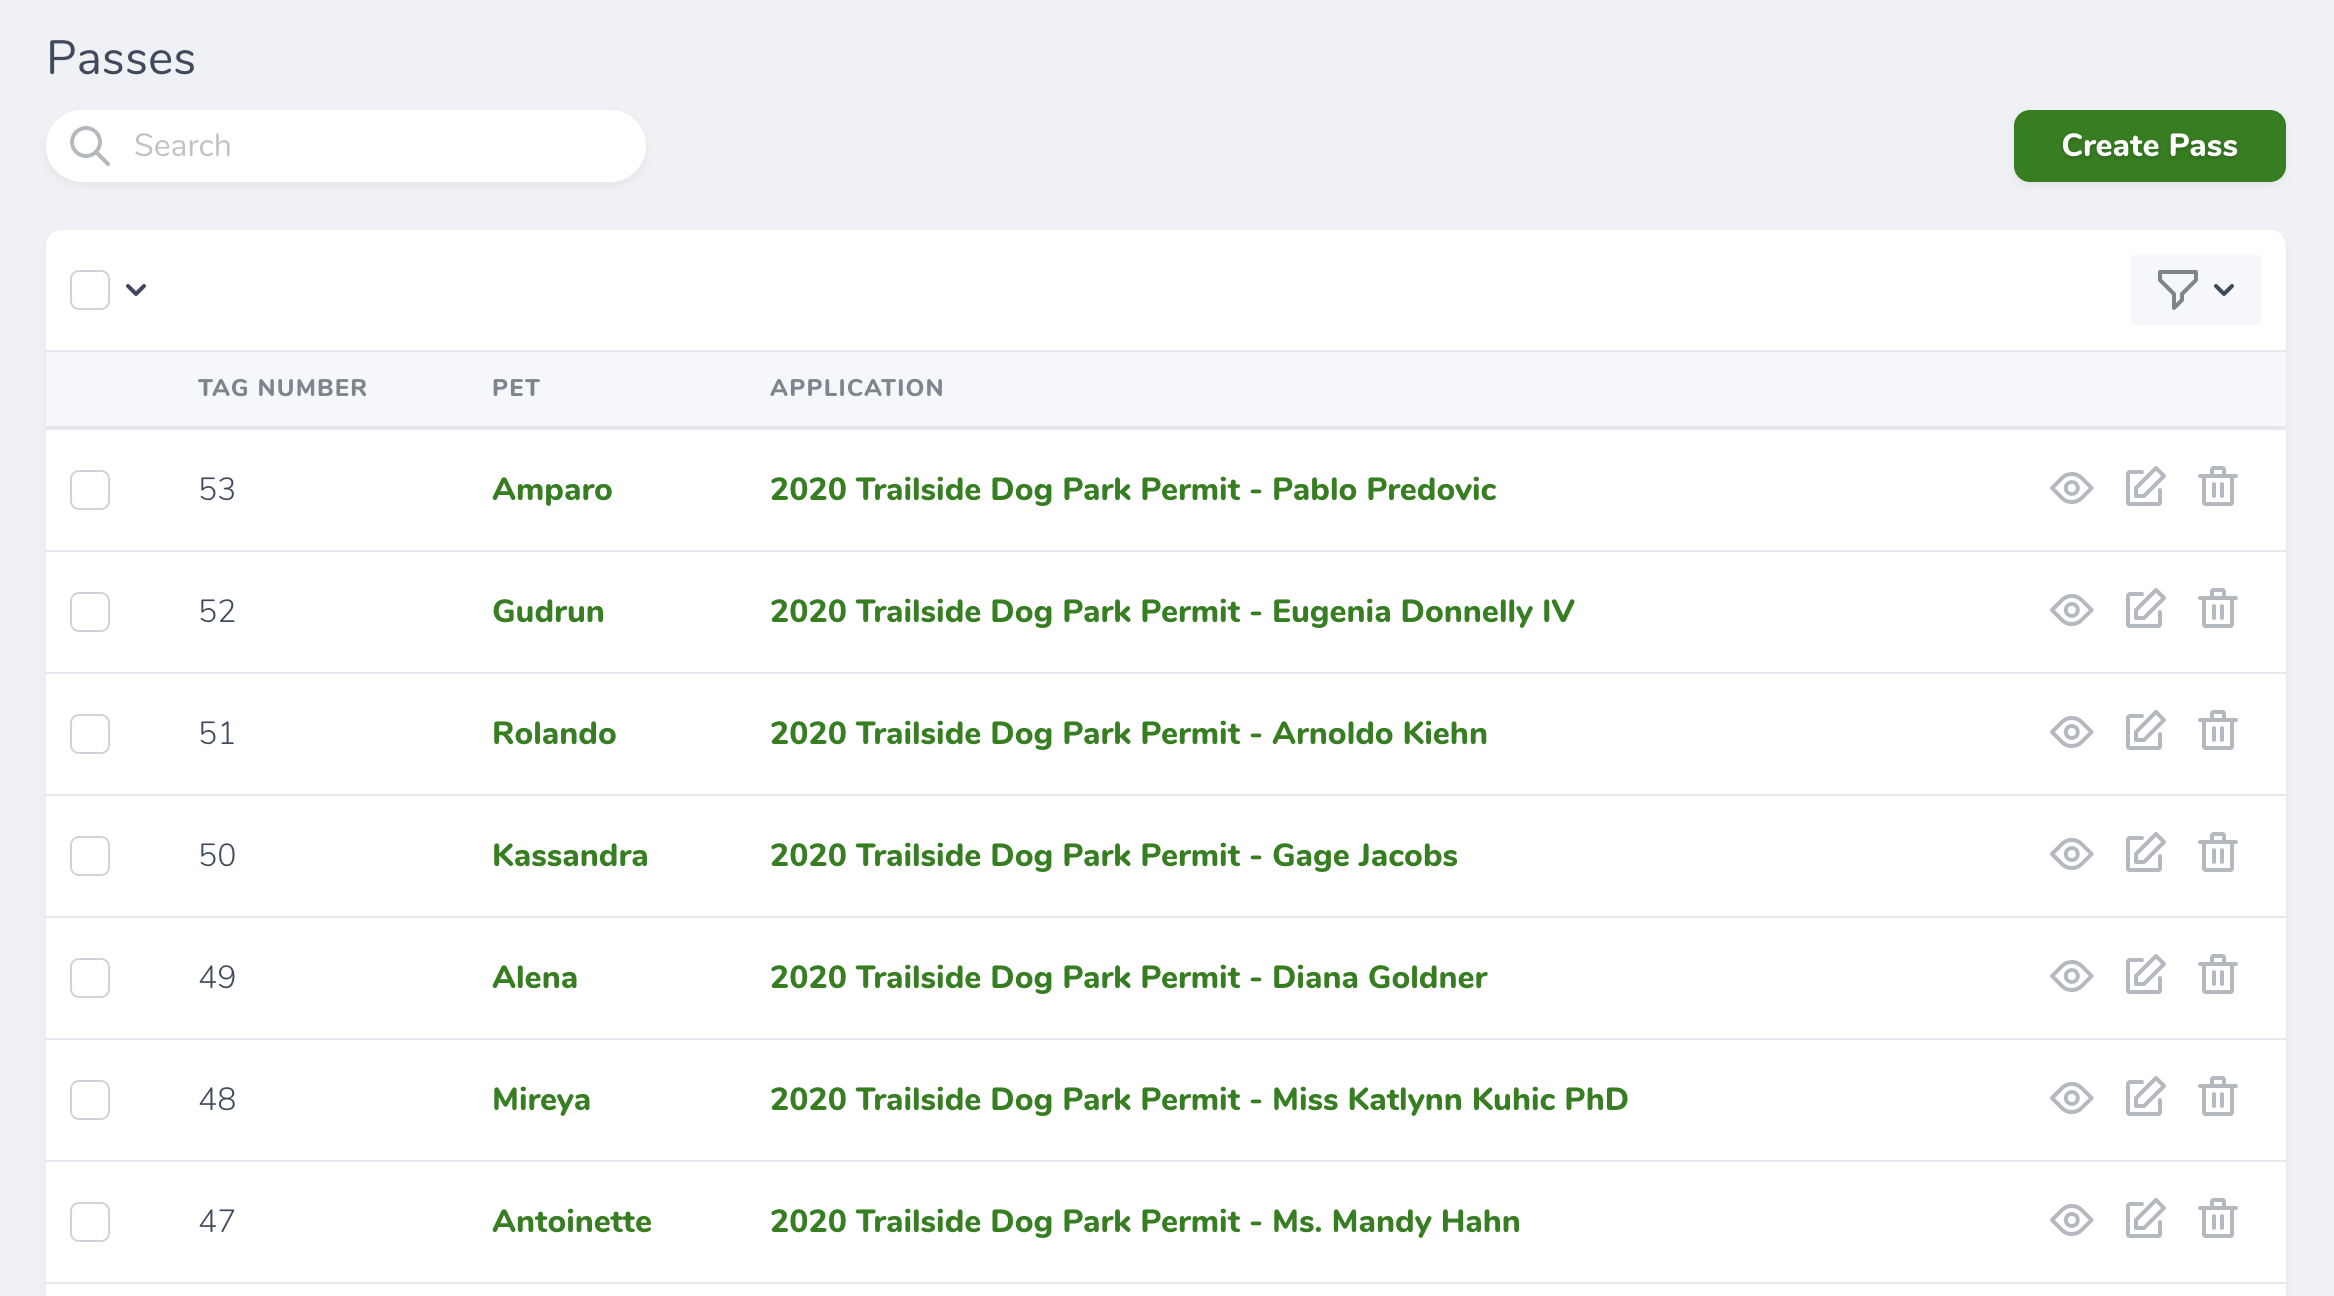 Passes
Search
Create Pass
TAG NUMBER PET APPLICATION
53 Amparo 2020 Trailside Dog Park Permit - Pablo Predovic
52 Gudrun 2020 Trailside Dog Park Permit - Eugenia Donnelly IV
51 Rolando 2020 Trailside Dog Park Permit - Arnoldo Kiehn
50 Kassandra 2020 Trailside Dog Park Permit - Gage Jacobs
49 Alena 2020 Trailside Dog Park Permit - Diana Goldner
48 Mireya 2020 Trailside Dog Park Permit - Miss Katlynn Kuhic PhD
47 Antoinette 2020 Trailside Dog Park Permit - Ms. Mandy Hahn